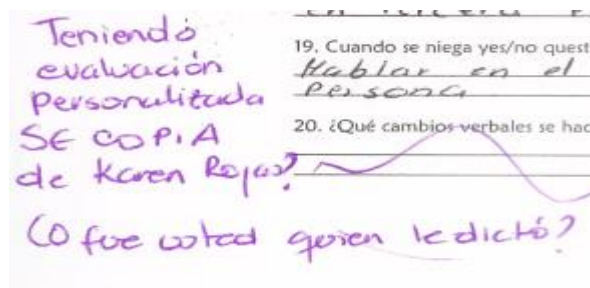 Teniendo
evaluación
personalizada
SE COPIA
de Karen Rojas?
¿O fue usted quien le dictó?
19. Cuando se niega yes/no quest
Hablar en el
Persona
20. ¿Qué cambios verbales se hac